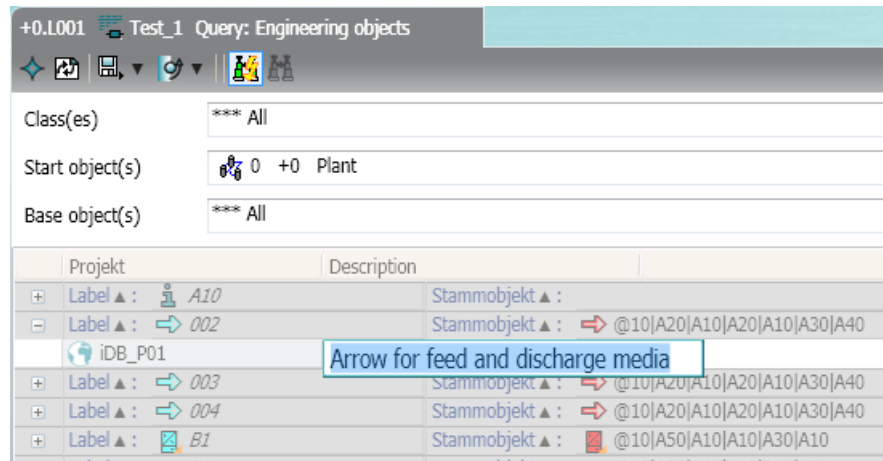 +0.L001 Test_1 Query: Engineering objects
Class(es) *** All
Start object(s) 0 +0 Plant
Base object(s) *** All
Projekt Description
Label ▲ : A10 Stammobjekt ▲ :
Label ▲ : 002 Stammobjekt ▲ : @10|A20|A10|A20|A10|A30|A40
iDB_P01 Arrow for feed and discharge media
Label ▲ : 003 Stammobjekt ▲ : @10|A20|A10|A20|A10|A30|A40
Label ▲ : 004 Stammobjekt ▲ : @10|A20|A10|A20|A10|A30|A40
Label ▲ : B1 Stammobjekt ▲ : @10|A50|A10|A10|A30|A10